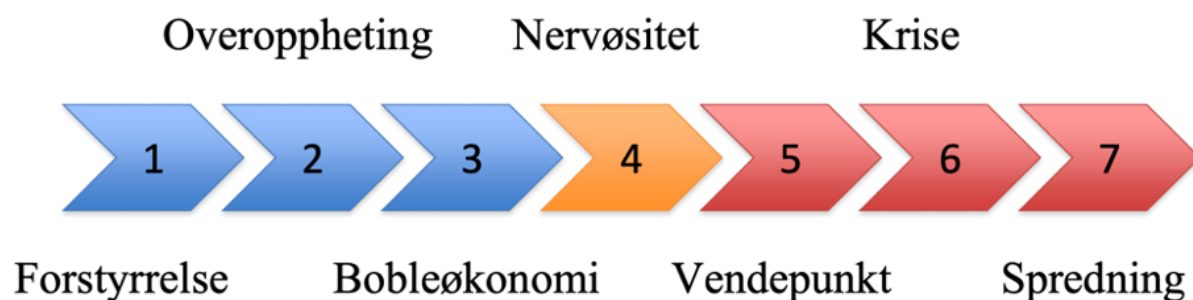 Overoppheting Nervøsitet Krise
1 2 3 4 5 6 7
Forstyrrelse Bobleøkonomi Vendepunkt Spredning